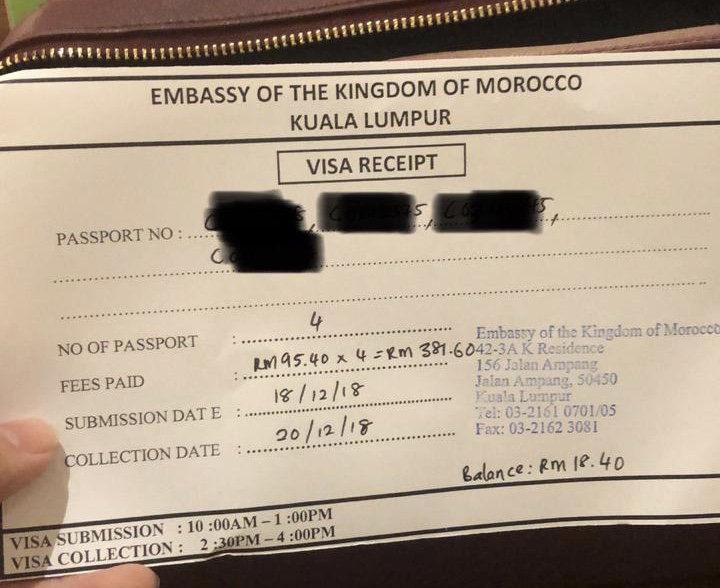 EMBASSY OF THE KINGDOM OF MOROCCO
KUALA LUMPUR
VISA RECEIPT
PASSPORT NO :
NO OF PASSPORT : 4
FEES PAID : RM95.40 x 4 = RM 381.60
SUBMISSION DATE : 18/12/18
COLLECTION DATE : 20/12/18
Embassy of the Kingdom of Morocco
42-3A K Residence
156 Jalan Ampang
Jalan Ampang, 50450
Kuala Lumpur
Tel: 03-2161 0701/05
Fax: 03-2162 3081
Balance: RM 18.40
VISA SUBMISSION : 10 :00AM – 1 :00PM
VISA COLLECTION : 2 :30PM – 4 :00PM